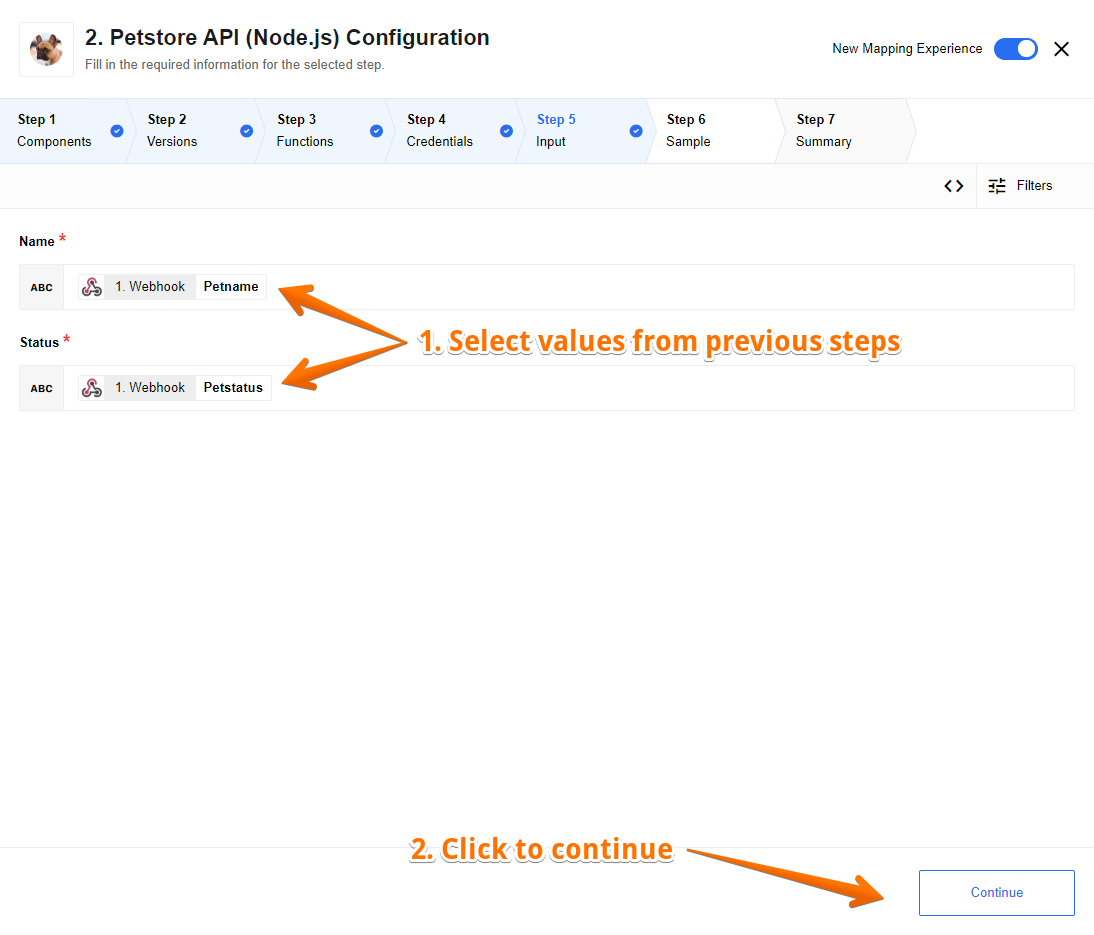 2. Petstore API (Node.js) Configuration
Fill in the required information for the selected step.
New Mapping Experience
Step 1
Components
Step 2
Versions
Step 3
Functions
Step 4
Credentials
Step 5
Input
Step 6
Sample
Step 7
Summary
Filters
Name *
ABC 1. Webhook Petname
1. Select values from previous steps
Status *
ABC 1. Webhook Petstatus
2. Click to continue
Continue